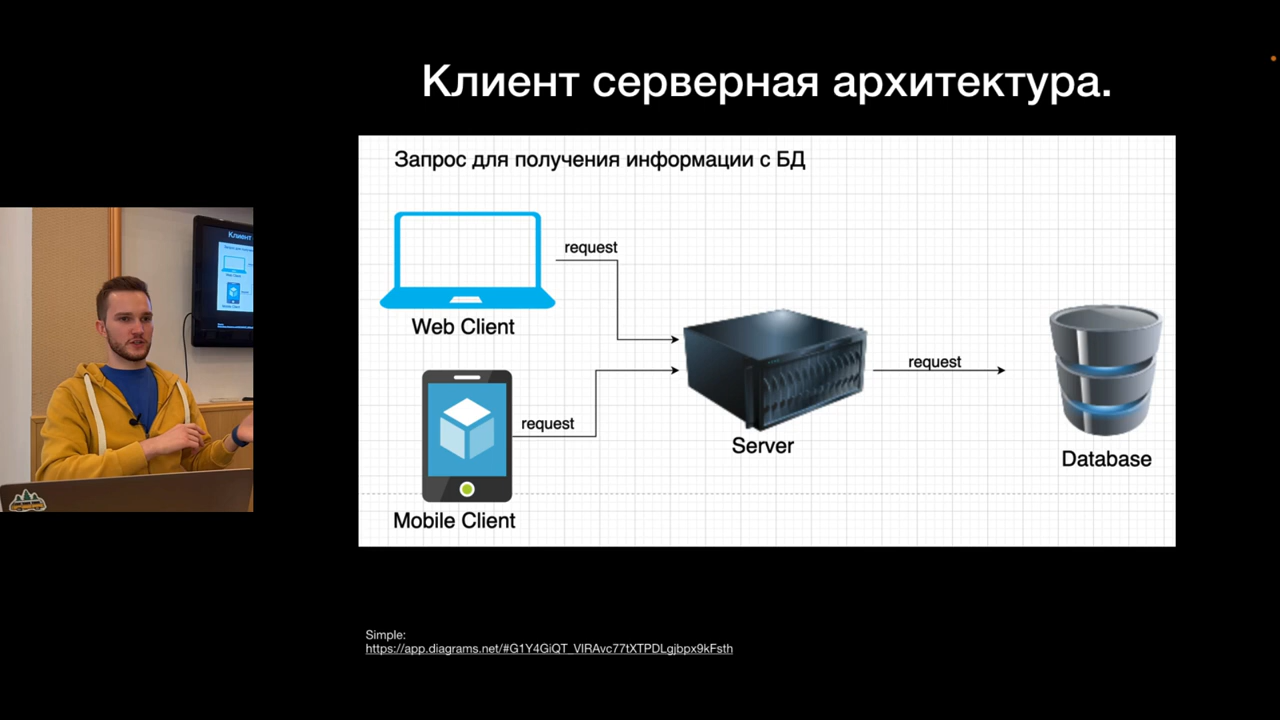 Клиент серверная архитектура.
Запрос для получения информации с БД
request
Web Client
request
Mobile Client
Server
request
Database
Клиент
Simple:
https://app.diagrams.net/#G1Y4GiQT_VlRAvc77tXTPDLgjbpx9kFsth